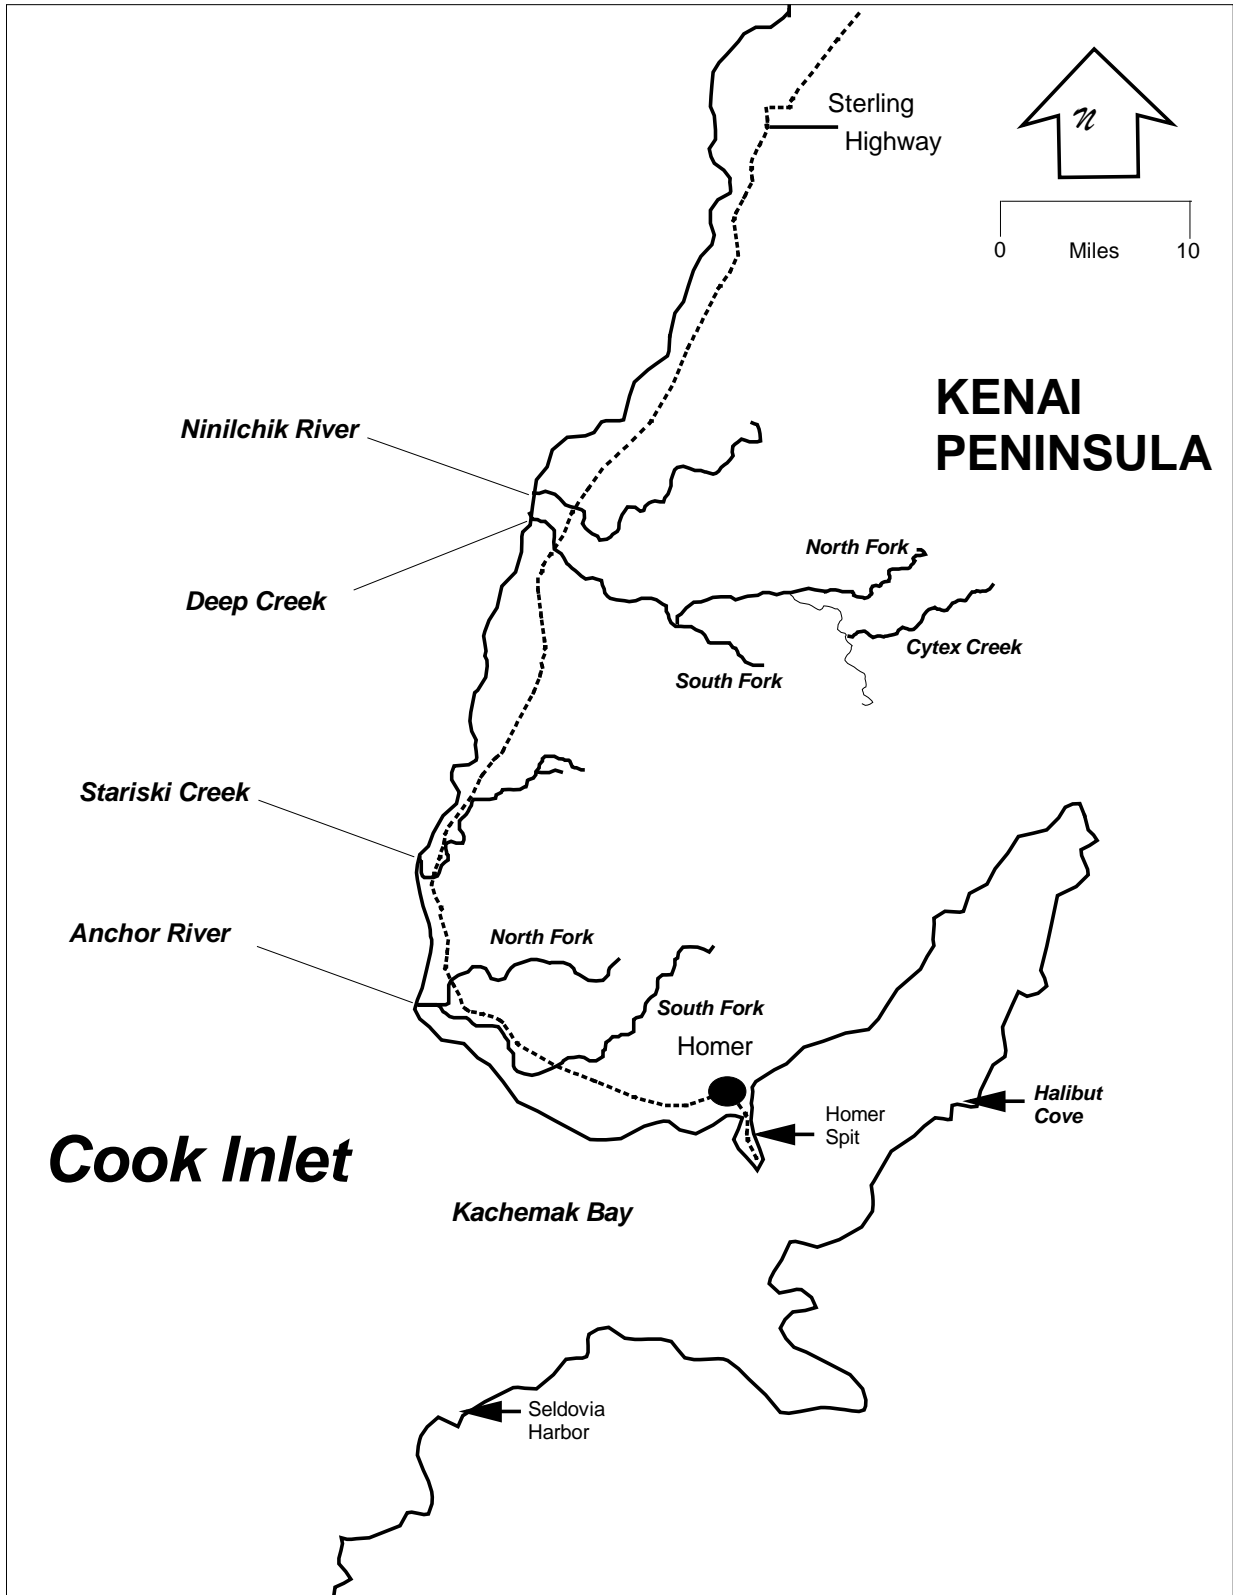 Sterling
Highway
N
0 Miles 10
KENAI
PENINSULA
Ninilchik River
North Fork
Deep Creek
Cytex Creek
South Fork
Stariski Creek
Anchor River
North Fork
South Fork
Homer
Halibut
Cove
Homer
Spit
Cook Inlet
Kachemak Bay
Seldovia
Harbor